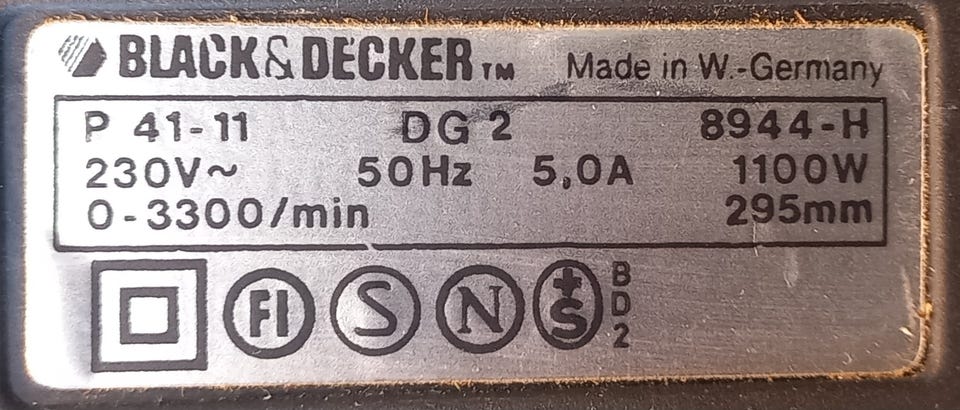 BLACK&DECKER TM Made in W.-Germany
P 41-11 DG 2 8944-H
230V~ 50Hz 5,0A 1100W
0-3300/min 295mm
FI S N +S BD2